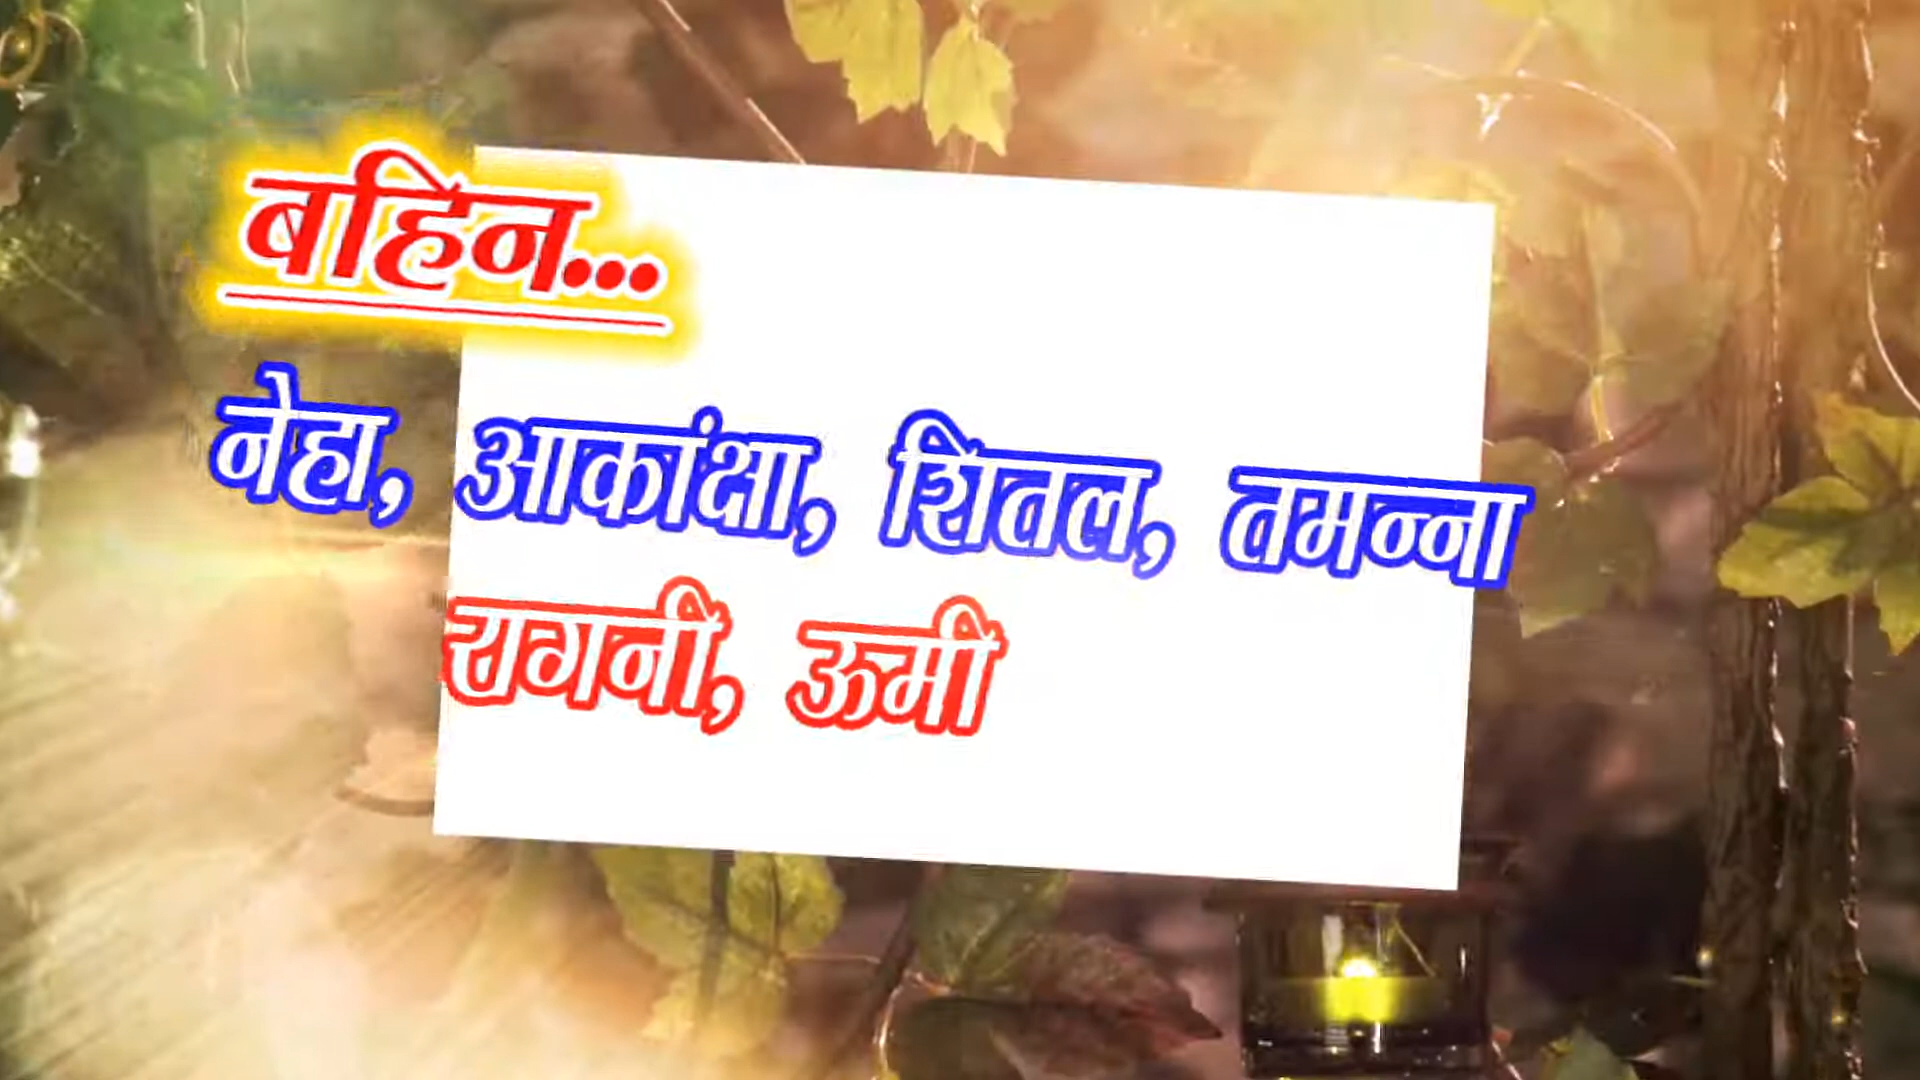 बहिन...
नेहा, आकांक्षा, शितल, तमन्ना
रागनी, ऊर्मी